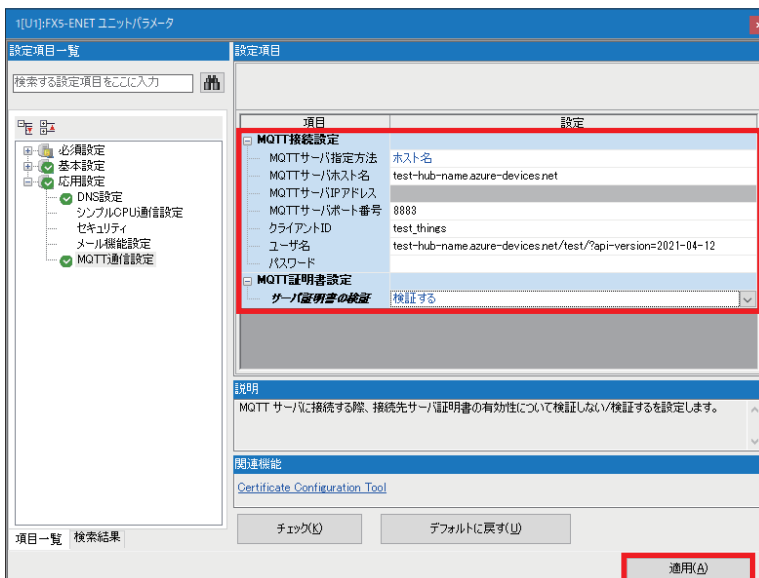 1[U1]:FX5-ENET ユニットパラメータ
設定項目一覧
検索する設定項目をここに入力
必須設定
基本設定
応用設定
DNS設定
シンプルCPU通信設定
セキュリティ
メール機能設定
MQTT通信設定
項目一覧 検索結果
設定項目
項目 設定
MQTT接続設定
MQTTサーバ指定方法 ホスト名
MQTTサーバホスト名 test-hub-name.azure-devices.net
MQTTサーバIPアドレス
MQTTサーバポート番号 8883
クライアントID test_things
ユーザ名 test-hub-name.azure-devices.net/test/?api-version=2021-04-12
パスワード
MQTT証明書設定
サーバ証明書の検証 検証する
説明
MQTT サーバに接続する際、接続先サーバ証明書の有効性について検証しない/検証するを設定します。
関連機能
Certificate Configuration Tool
チェック(K) デフォルトに戻す(U)
適用(A)